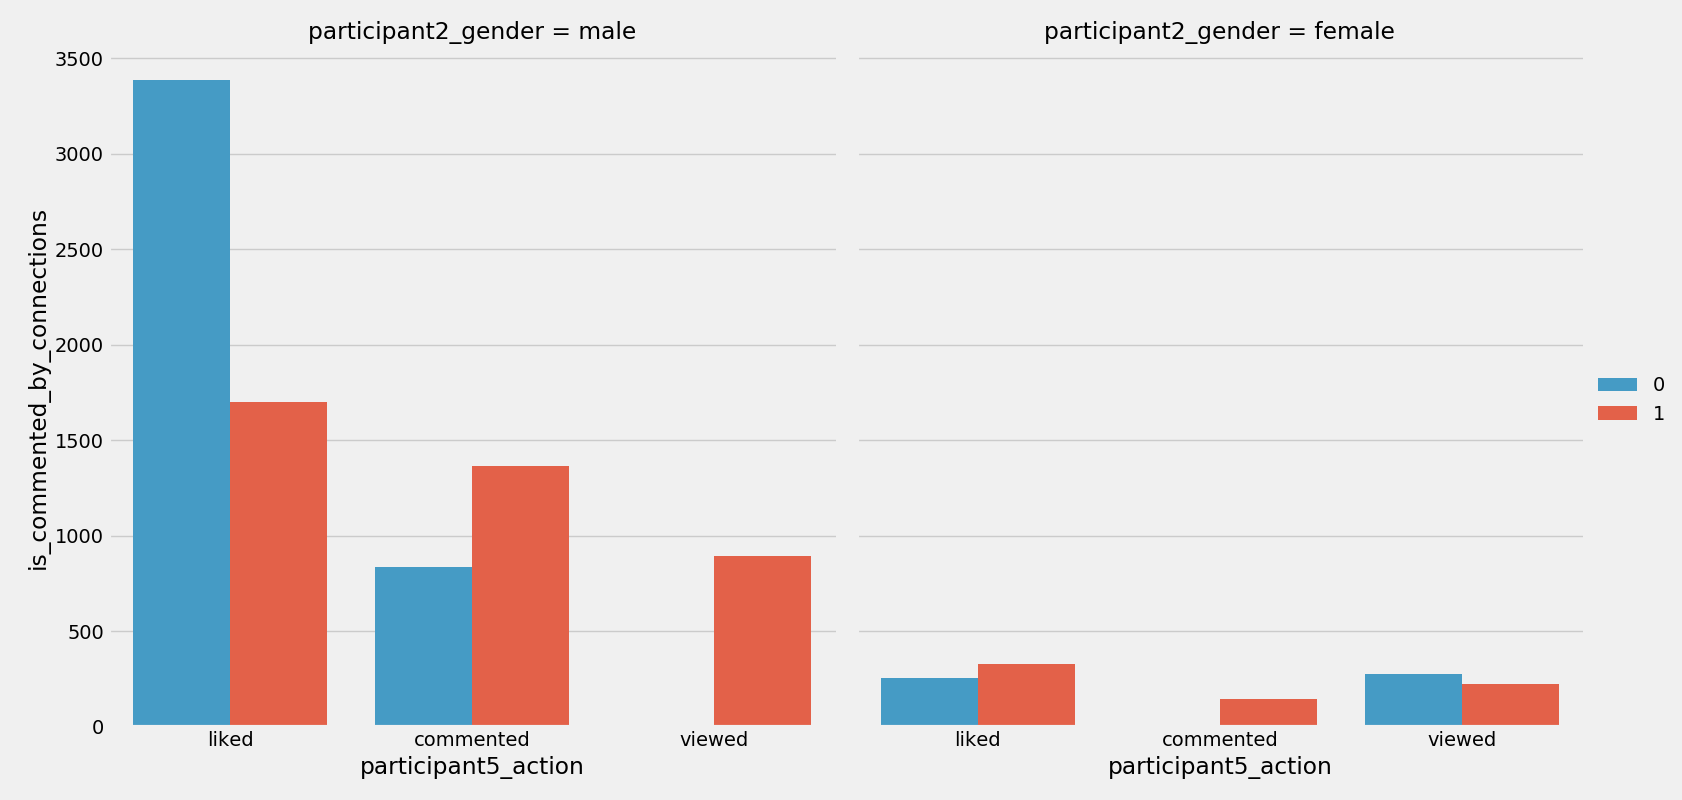 participant2_gender = male
participant2_gender = female
is_commented_by_connections
3500
3000
2500
2000
1500
1000
500
0
liked commented viewed
participant5_action
liked commented viewed
participant5_action
0
1